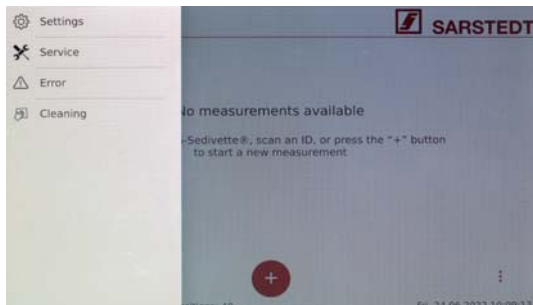 Settings
Service
Error
Cleaning
SARSTEDT
No measurements available
-Sedivette®, scan an ID, or press the "+" button
to start a new measurement
+